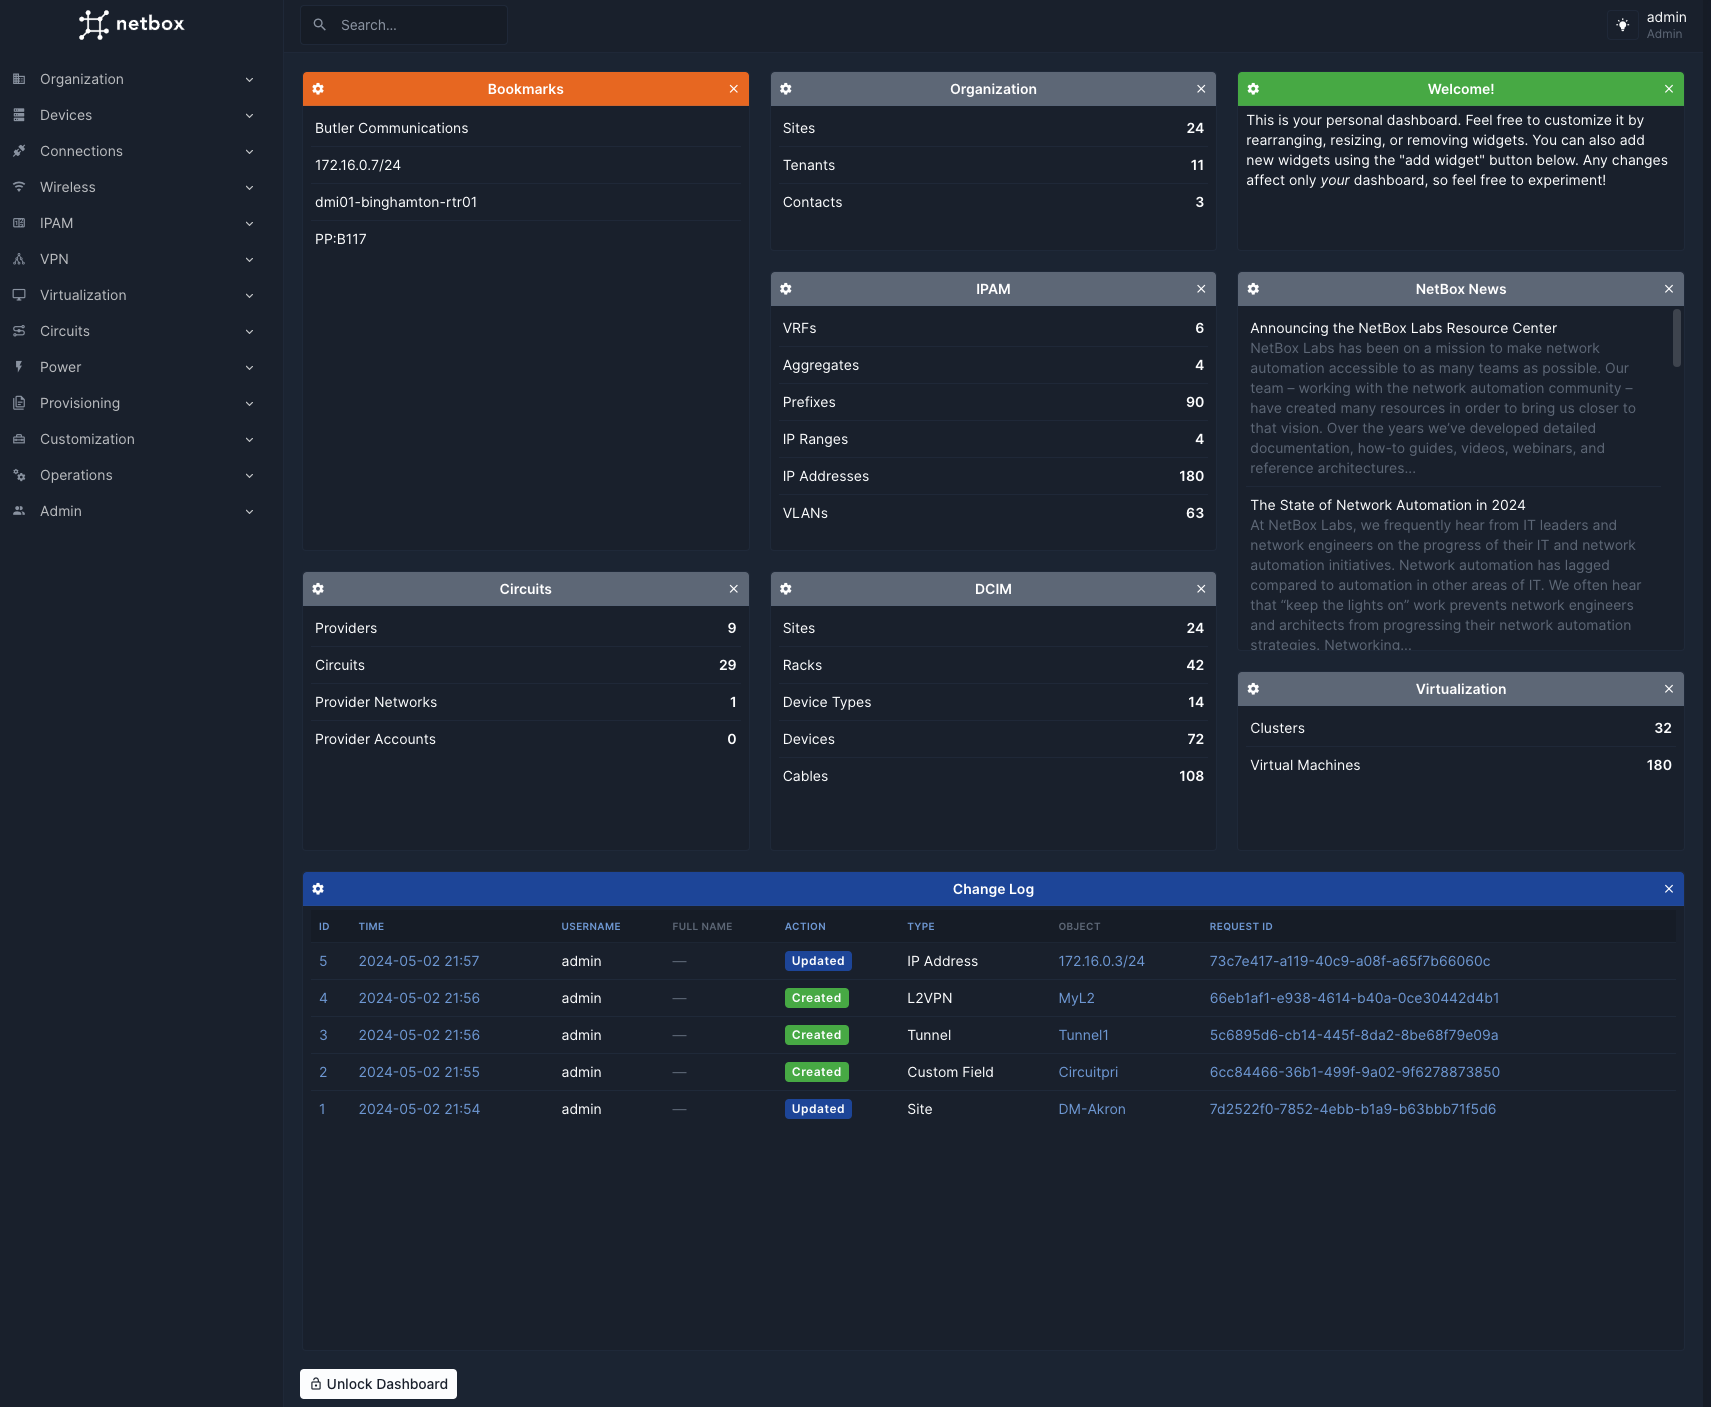 netbox
Search...
admin
Admin
Organization
Devices
Connections
Wireless
IPAM
VPN
Virtualization
Circuits
Power
Provisioning
Customization
Operations
Admin
Bookmarks
Butler Communications
172.16.0.7/24
dmi01-binghamton-rtr01
PP:B117
Organization
Sites 24
Tenants 11
Contacts 3
Welcome!
This is your personal dashboard. Feel free to customize it by
rearranging, resizing, or removing widgets. You can also add
new widgets using the "add widget" button below. Any changes
affect only your dashboard, so feel free to experiment!
IPAM
VRFs 6
Aggregates 4
Prefixes 90
IP Ranges 4
IP Addresses 180
VLANs 63
NetBox News
Announcing the NetBox Labs Resource Center
NetBox Labs has been on a mission to make network
automation accessible to as many teams as possible. Our
team – working with the network automation community –
have created many resources in order to bring us closer to
that vision. Over the years we've developed detailed
documentation, how-to guides, videos, webinars, and
reference architectures...
The State of Network Automation in 2024
At NetBox Labs, we frequently hear from IT leaders and
network engineers on the progress of their IT and network
automation initiatives. Network automation has lagged
compared to automation in other areas of IT. We often hear
that “keep the lights on” work prevents network engineers
and architects from progressing their network automation
strategies. Networking...
Circuits
Providers 9
Circuits 29
Provider Networks 1
Provider Accounts 0
DCIM
Sites 24
Racks 42
Device Types 14
Devices 72
Cables 108
Virtualization
Clusters 32
Virtual Machines 180
Change Log
ID TIME USERNAME FULL NAME ACTION TYPE OBJECT REQUEST ID
5 2024-05-02 21:57 admin — Updated IP Address 172.16.0.3/24 73c7e417-a119-40c9-a08f-a65f7b66060c
4 2024-05-02 21:56 admin — Created L2VPN MyL2 66eb1af1-e938-4614-b40a-0ce30442d4b1
3 2024-05-02 21:56 admin — Created Tunnel Tunnel1 5c6895d6-cb14-445f-8da2-8be68f79e09a
2 2024-05-02 21:55 admin — Created Custom Field Circuitpri 6cc84466-36b1-499f-9a02-9f6278873850
1 2024-05-02 21:54 admin — Updated Site DM-Akron 7d2522f0-7852-4ebb-b1a9-b63bbb71f5d6
Unlock Dashboard